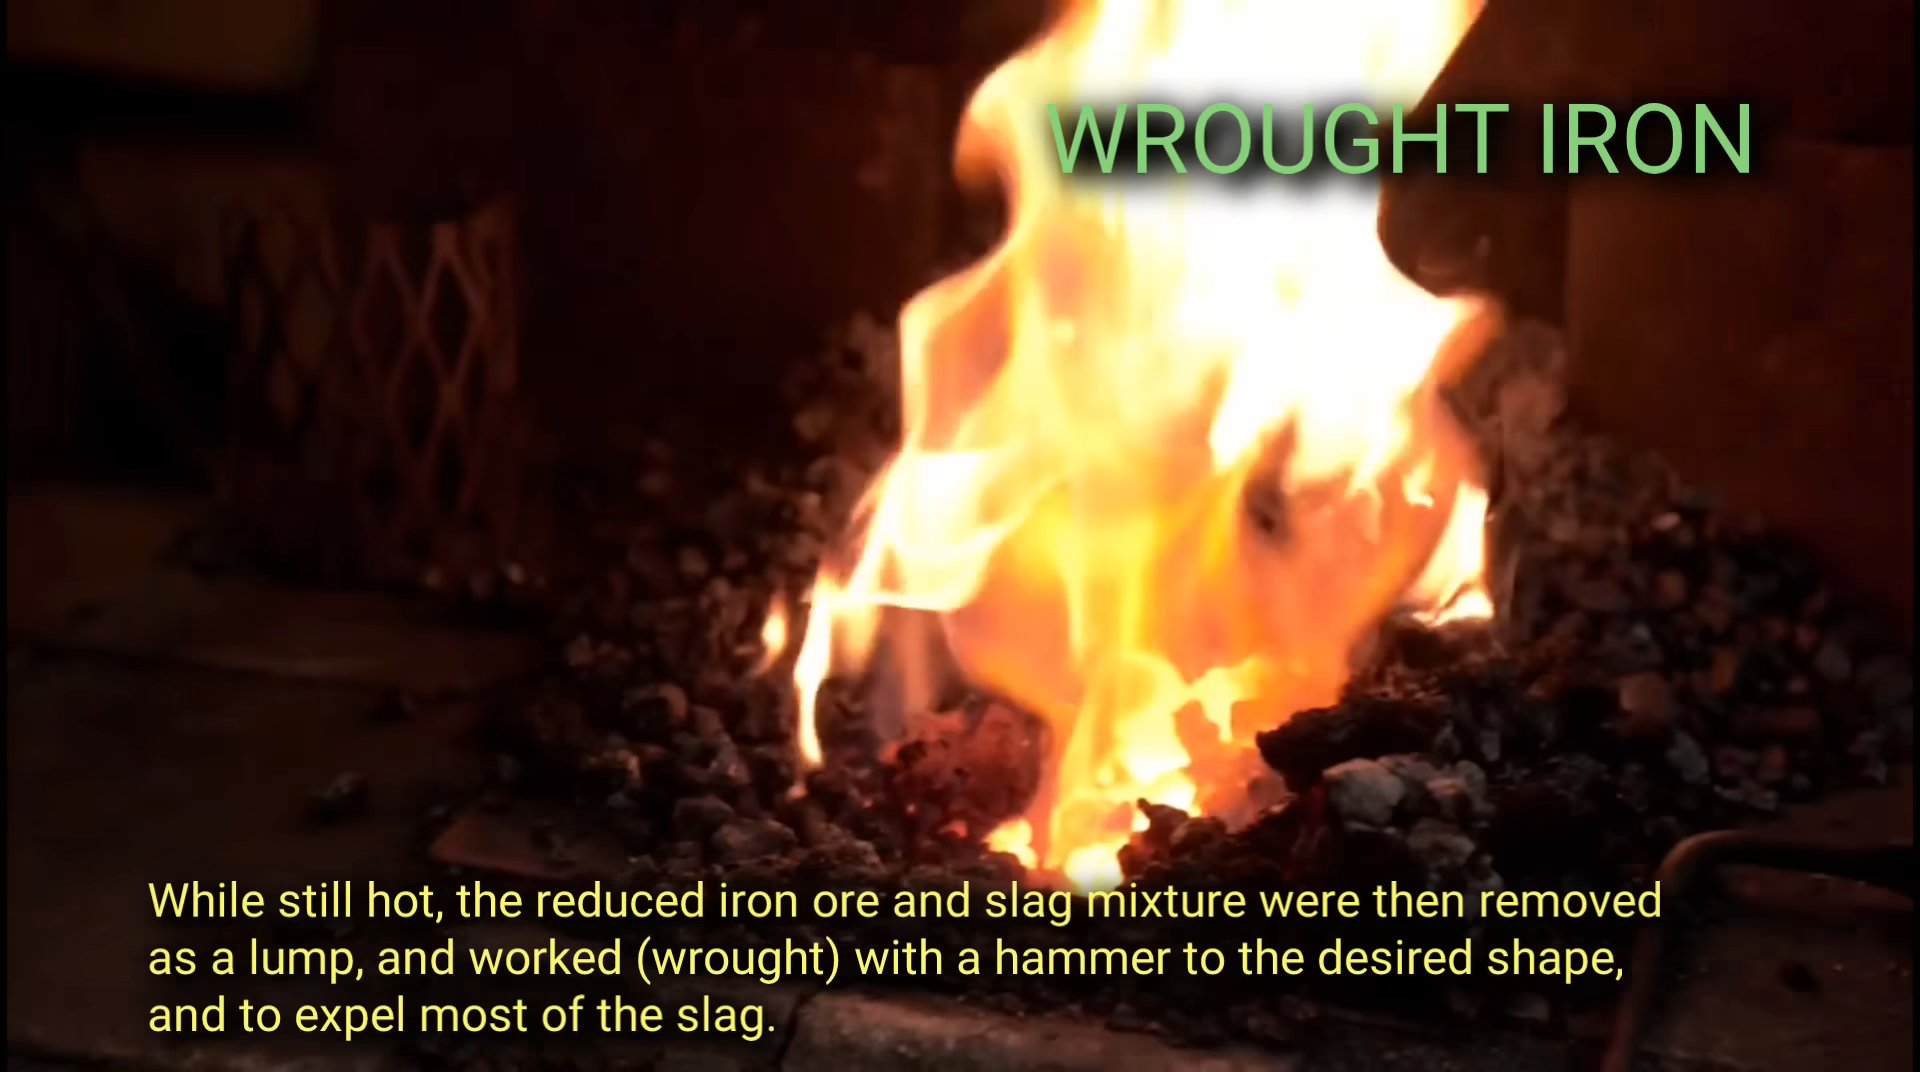 WROUGHT IRON
While still hot, the reduced iron ore and slag mixture were then removed
as a lump, and worked (wrought) with a hammer to the desired shape,
and to expel most of the slag.